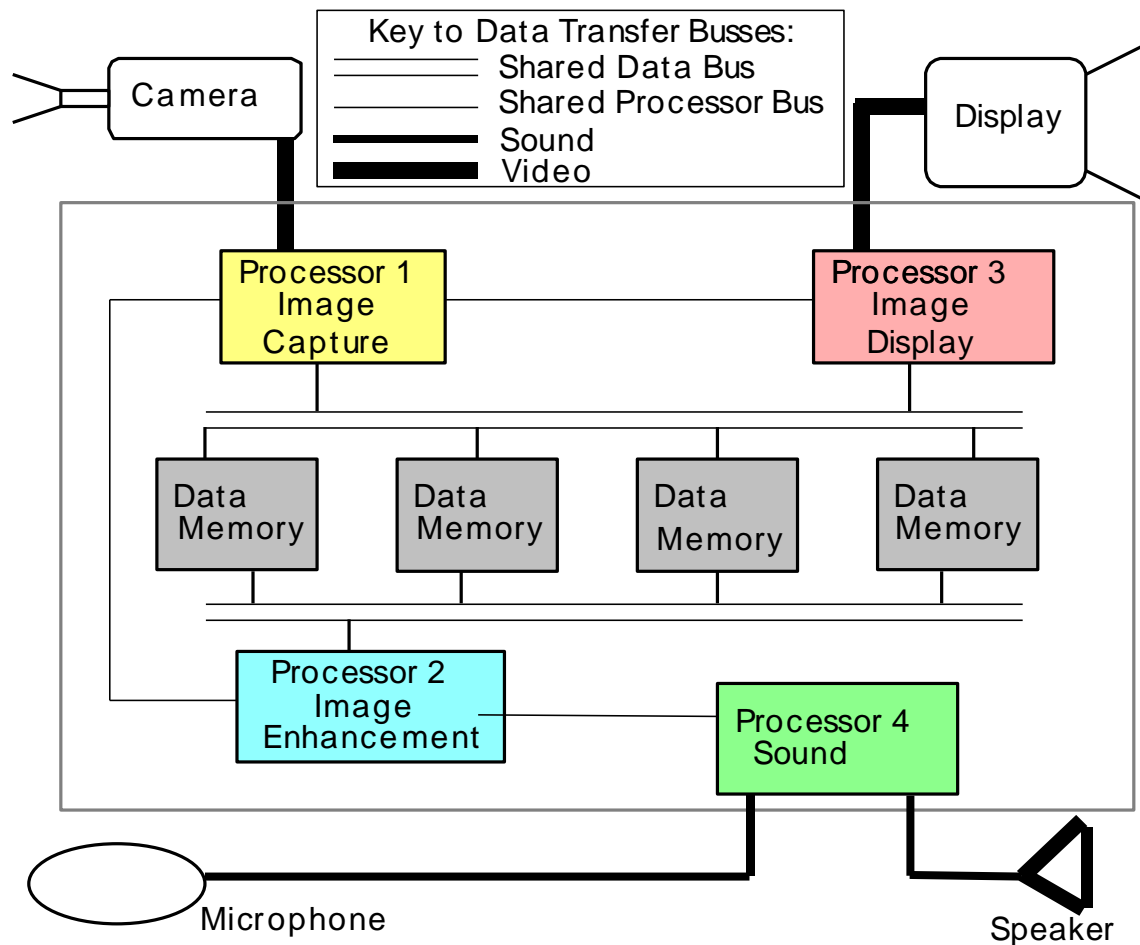 Key to Data Transfer Busses:
Shared Data Bus
Shared Processor Bus
Sound
Video
Camera
Display
Processor 1
Image
Capture
Processor 3
Image
Display
Data
Memory
Data
Memory
Data
Memory
Data
Memory
Processor 2
Image
Enhancement
Processor 4
Sound
Microphone
Speaker